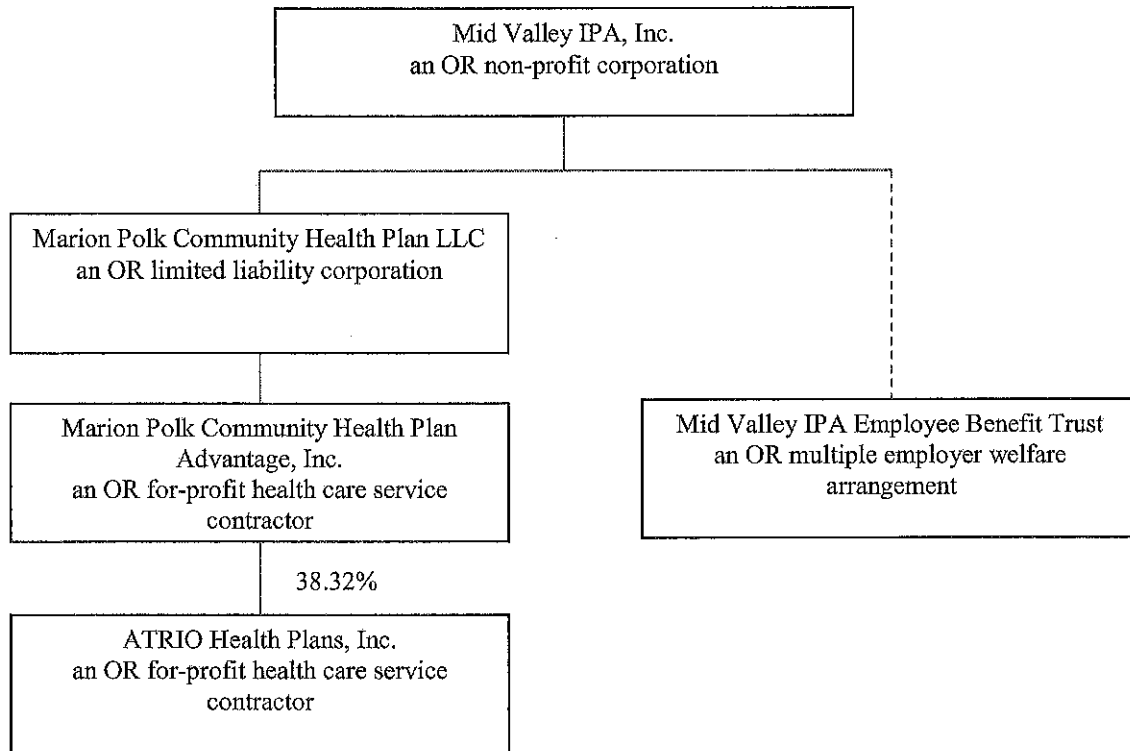 Mid Valley IPA, Inc.
an OR non-profit corporation
Marion Polk Community Health Plan LLC
an OR limited liability corporation
Marion Polk Community Health Plan
Advantage, Inc.
an OR for-profit health care service
contractor
Mid Valley IPA Employee Benefit Trust
an OR multiple employer welfare
arrangement
38.32%
ATRIO Health Plans, Inc.
an OR for-profit health care service
contractor